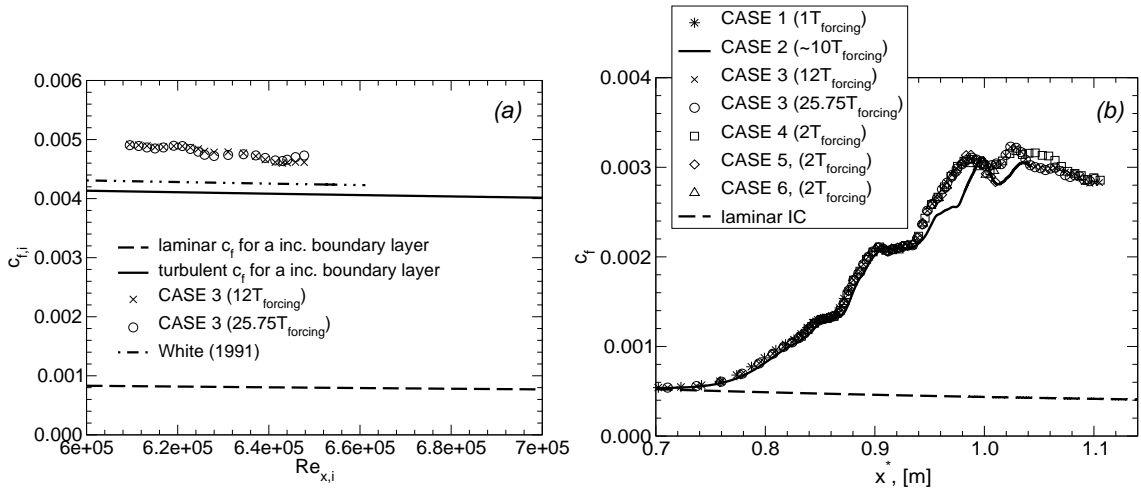 (a)
0.006
0.005
0.004
0.003
0.002
0.001
0.000
c_f,i
laminar c_f for a inc. boundary layer
turbulent c_f for a inc. boundary layer
CASE 3 (12T_forcing)
CASE 3 (25.75T_forcing)
White (1991)
6e+05 6.2e+05 6.4e+05 6.6e+05 6.8e+05 7e+05
Re_x,i
CASE 1 (1T_forcing)
CASE 2 (~10T_forcing)
CASE 3 (12T_forcing)
CASE 3 (25.75T_forcing)
CASE 4 (2T_forcing)
CASE 5, (2T_forcing)
CASE 6, (2T_forcing)
laminar IC
(b)
0.004
0.003
0.002
0.001
0.000
c_f
0.7 0.8 0.9 1.0 1.1
x*, [m]